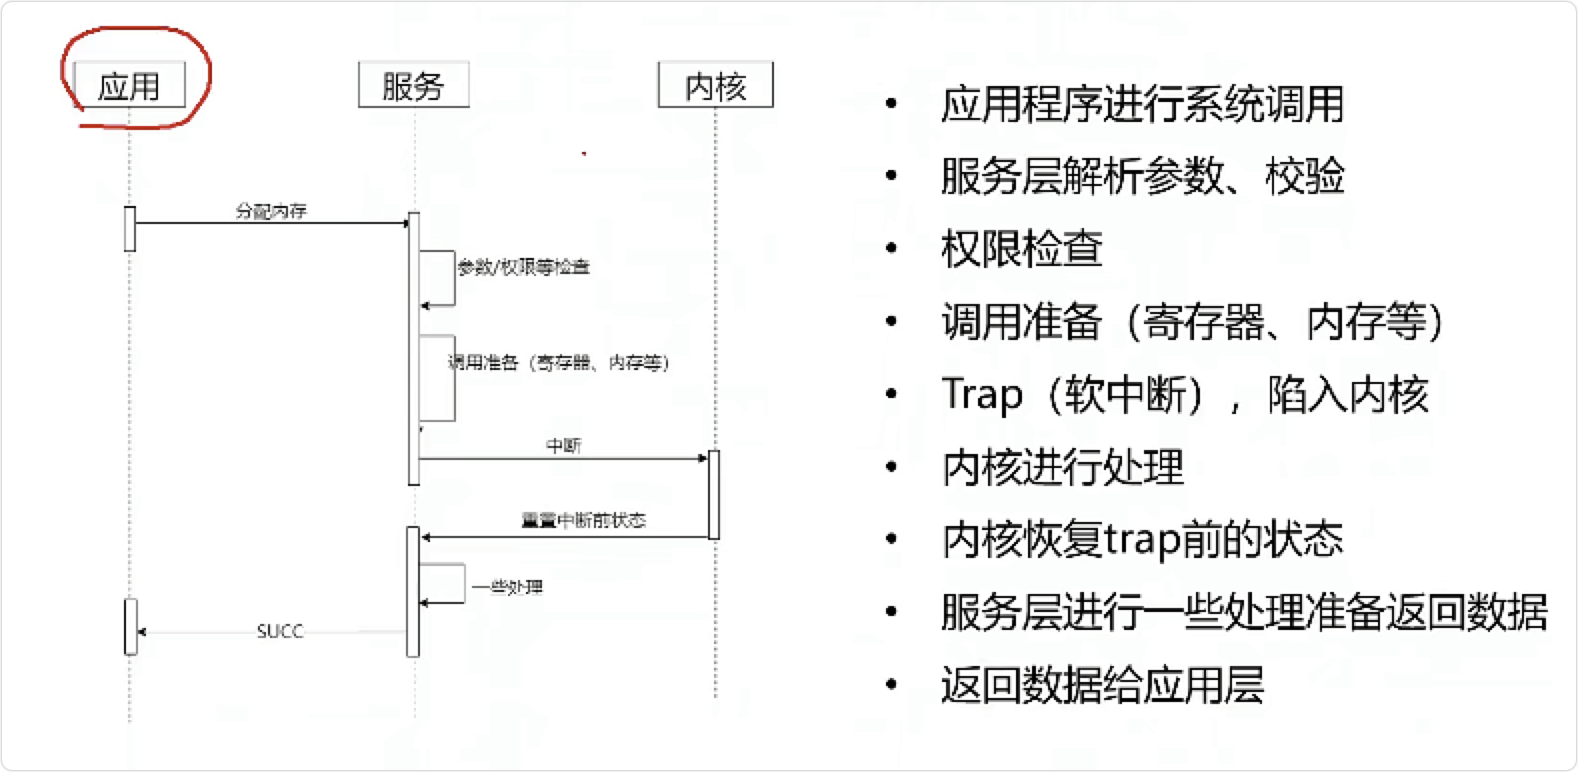 应用
服务
内核
分配内存
参数/权限等检查
调用准备（寄存器、内存等）
中断
重置中断前状态
一些处理
SUCC
• 应用程序进行系统调用
• 服务层解析参数、校验
• 权限检查
• 调用准备（寄存器、内存等）
• Trap（软中断），陷入内核
• 内核进行处理
• 内核恢复trap前的状态
• 服务层进行一些处理准备返回数据
• 返回数据给应用层